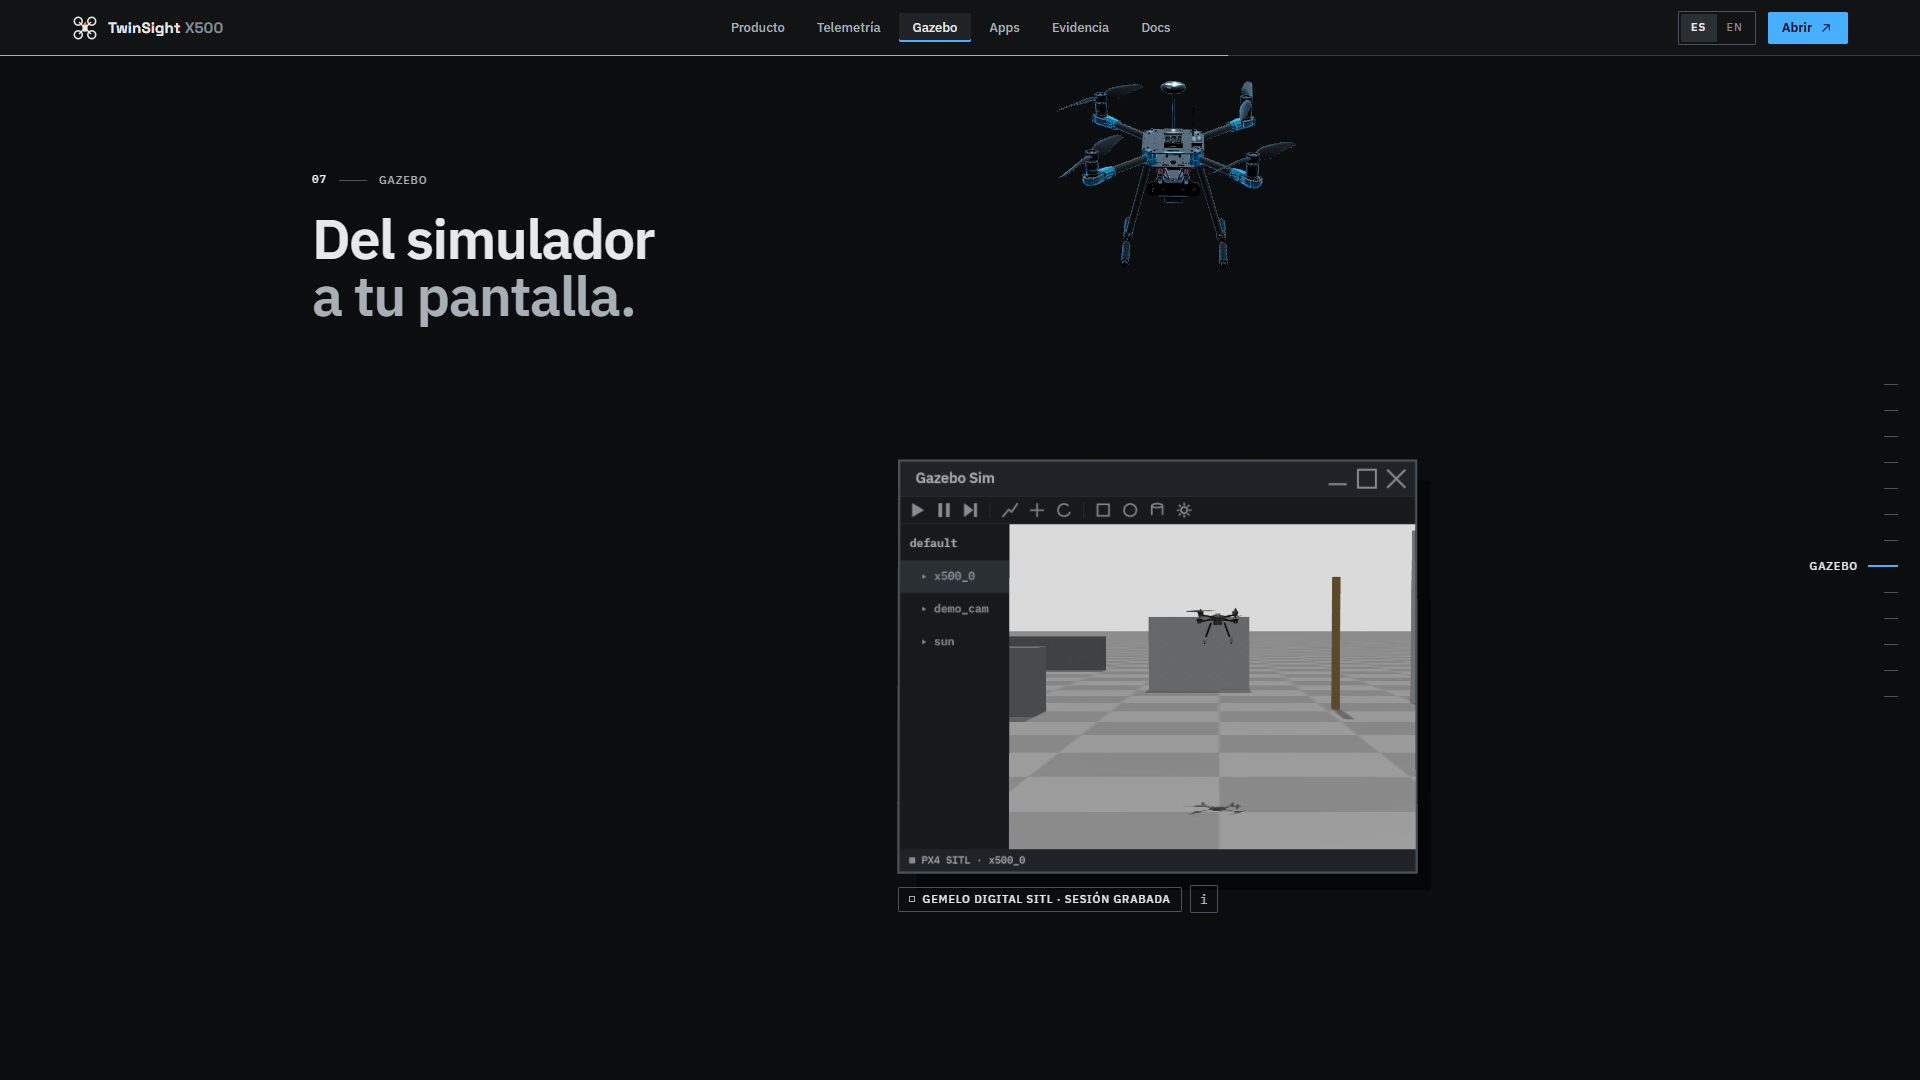 TwinSight X500
Producto
Telemetría
Gazebo
Apps
Evidencia
Docs
ES
EN
Abrir
07
GAZEBO
Del simulador
a tu pantalla.
GAZEBO
Gazebo Sim
default
x500_0
demo_cam
sun
PX4 SITL · x500_0
GEMELO DIGITAL SITL · SESIÓN GRABADA
i